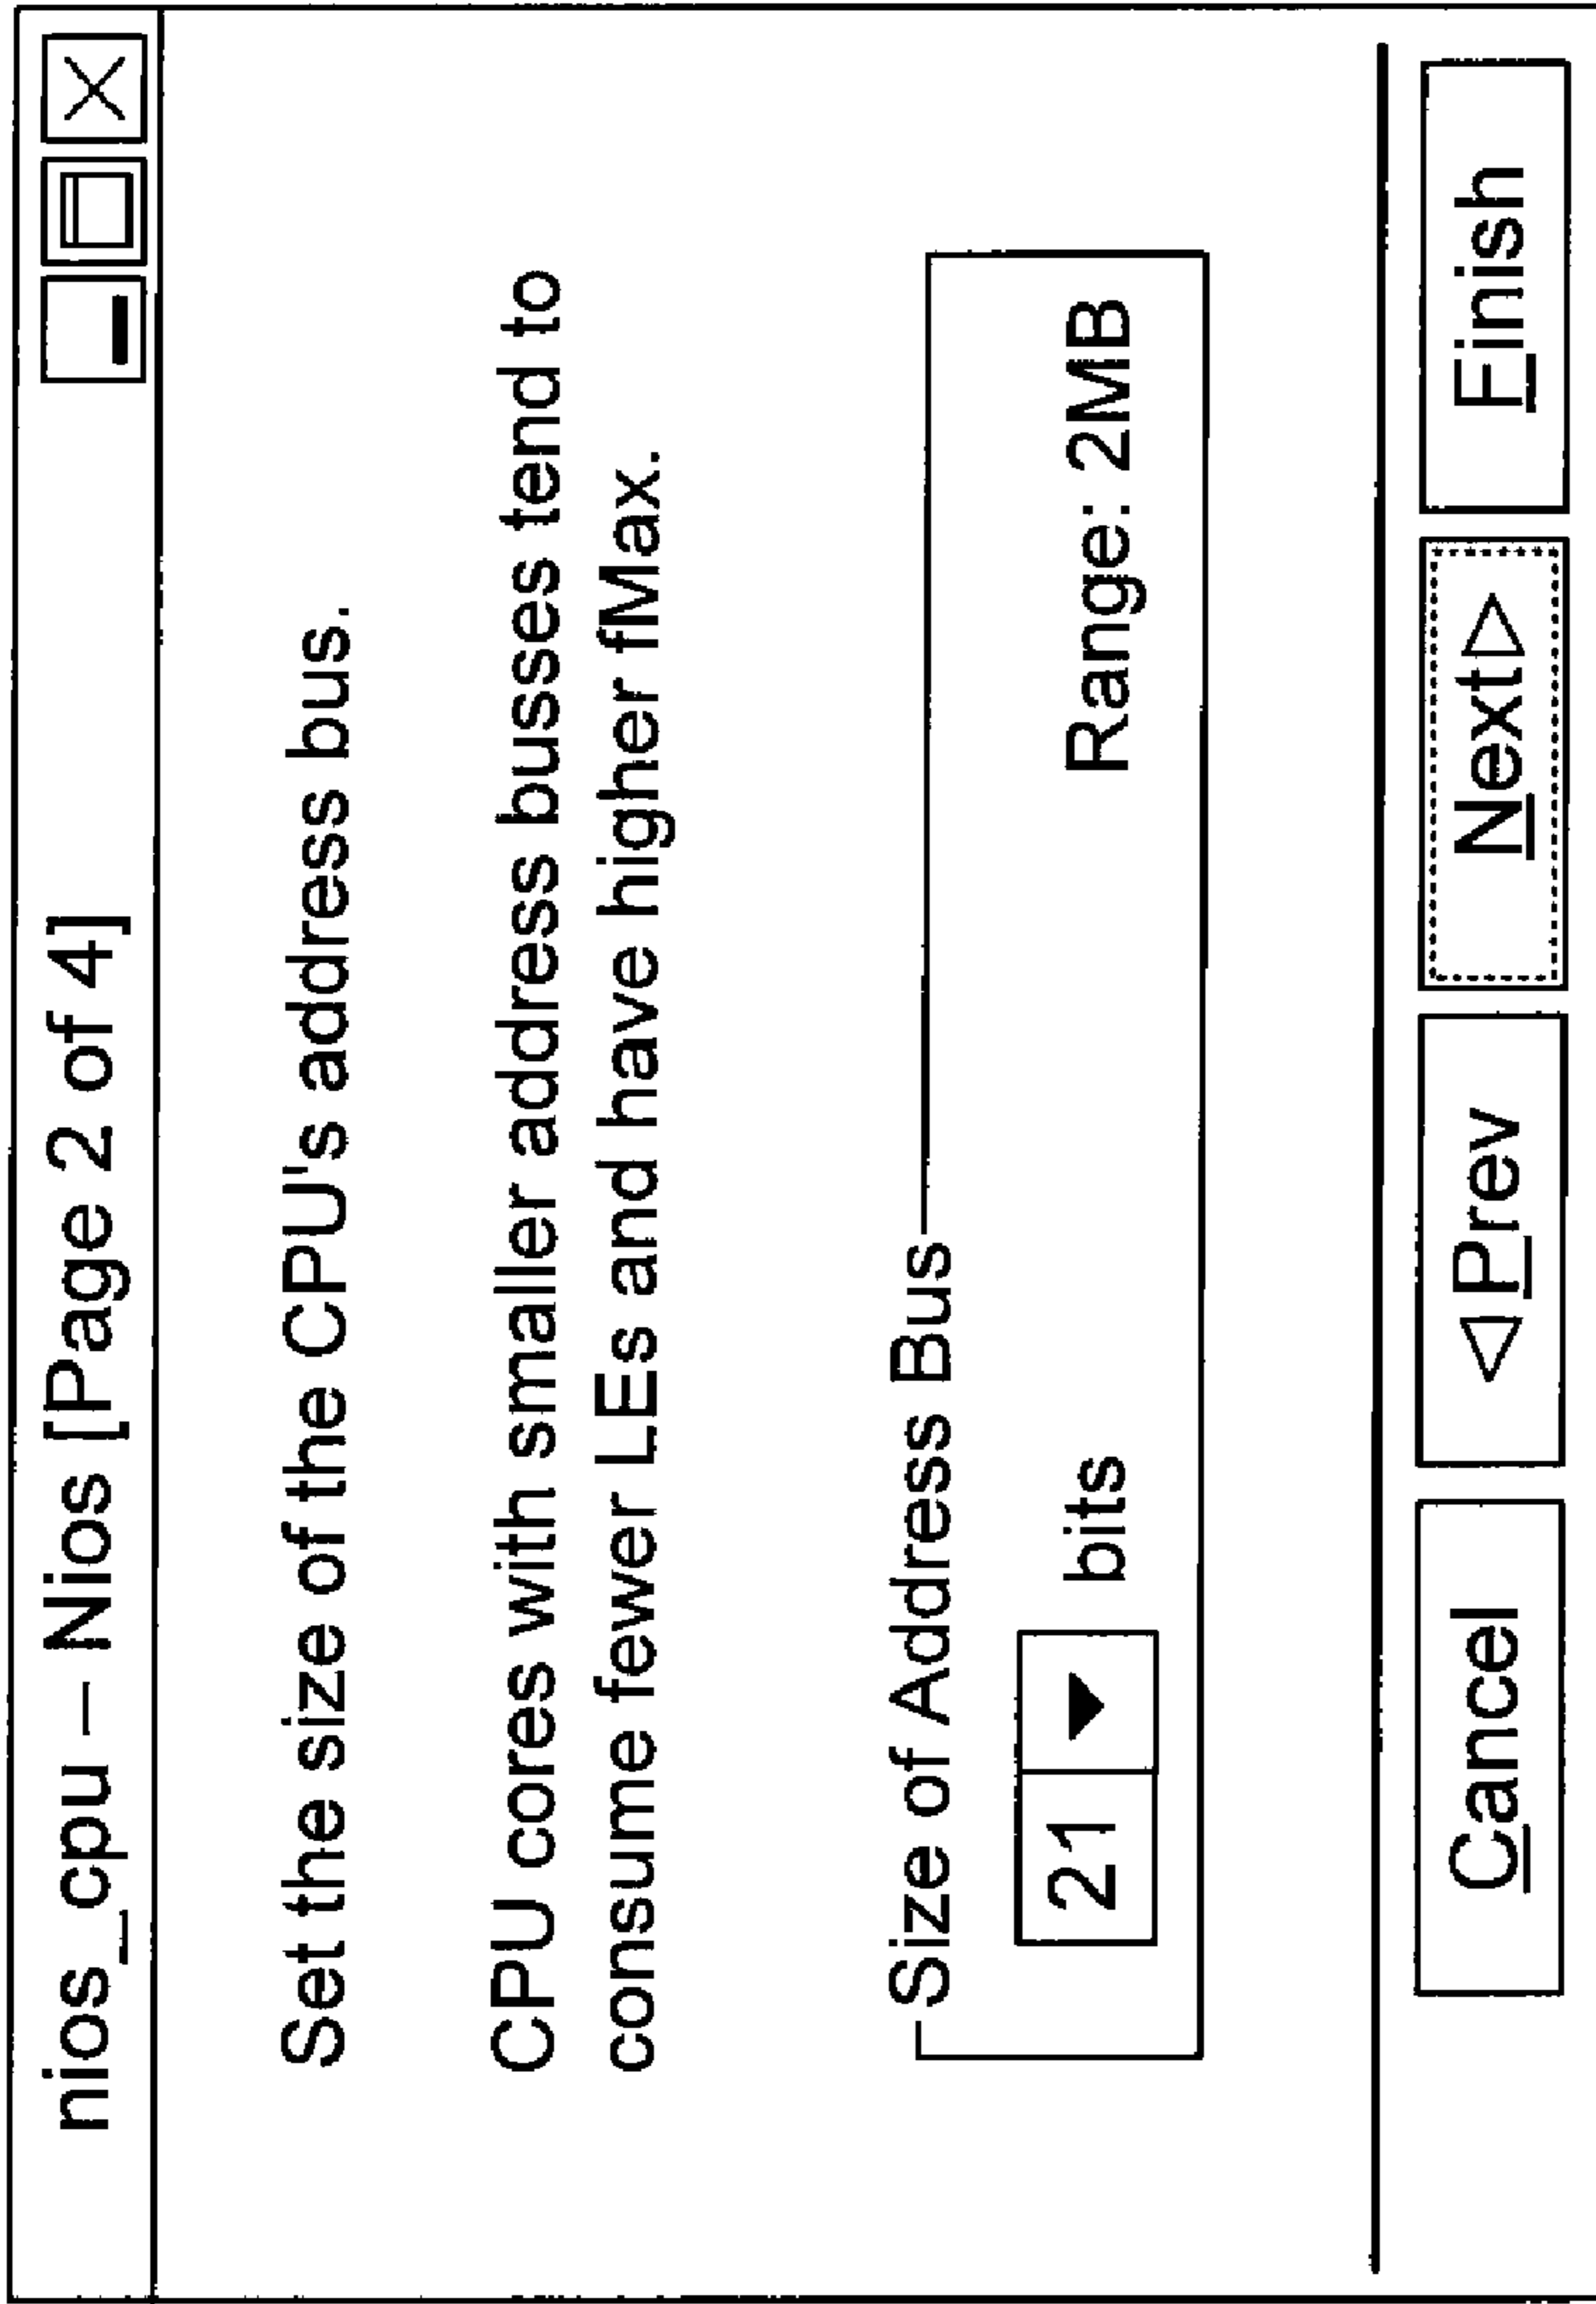 nios_cpu – Nios [Page 2 of 4]
Set the size of the CPU's address bus.
CPU cores with smaller address busses tend to
consume fewer LEs and have higher fMax.
Size of Address Bus
21 bits Range: 2MB
Cancel Prev Next Finish